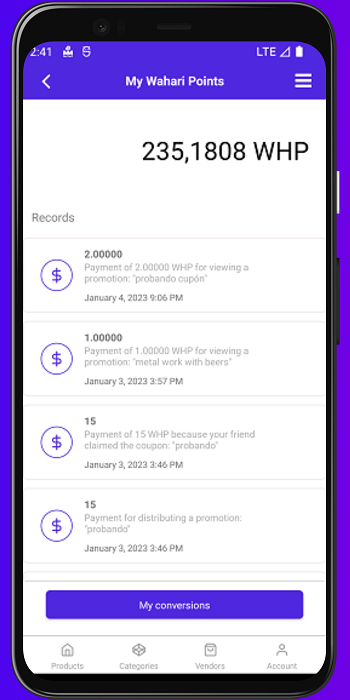 2:41
LTE
My Wahari Points
235,1808 WHP
Records
2.00000
Payment of 2.00000 WHP for viewing a
promotion: "probando cupón"
January 4, 2023 9:06 PM
1.00000
Payment of 1.00000 WHP for viewing a
promotion: "metal work with beers"
January 3, 2023 3:57 PM
15
Payment of 15 WHP because your friend
claimed the coupon: "probando"
January 3, 2023 3:46 PM
15
Payment for distributing a promotion:
"probando"
January 3, 2023 3:46 PM
My conversions
Products
Categories
Vendors
Account